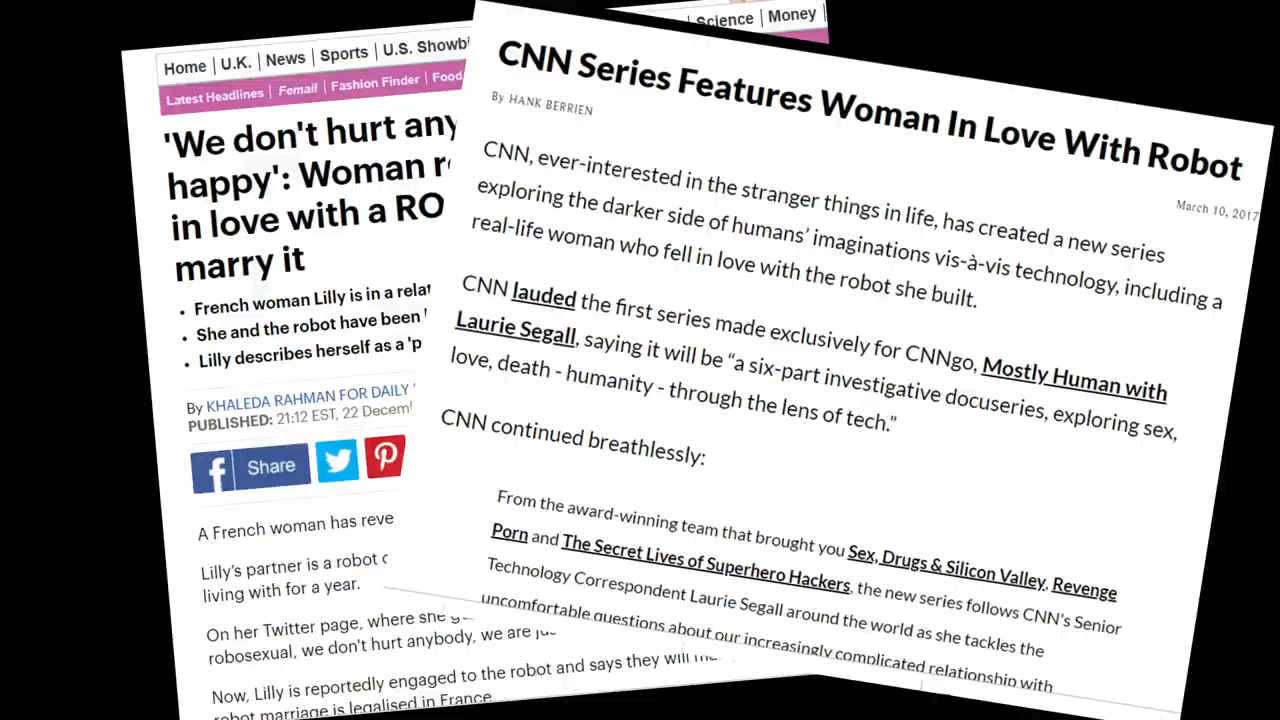 Home | U.K. | News | Sports | U.S. Showbi
Science | Money |
Latest Headlines | Femail | Fashion Finder | Food
'We don't hurt any
happy': Woman
in love with a RO
marry it
• French woman Lilly is in a
• She and the robot have been
• Lilly describes herself as a 'p
By KHALEDA RAHMAN FOR DAILY
PUBLISHED: 21:12 EST, 22 Decem
Share
A French woman has reve
Lilly's partner is a robot
living with for a year.
On her Twitter page, where she
robosexual, we don't hurt anybody, we are
Now, Lilly is reportedly engaged to the robot and says they will
robot marriage is legalised in France
CNN Series Features Woman In Love With Robot
By HANK BERRIEN
March 10, 2017
CNN, ever-interested in the stranger things in life, has created a new series
exploring the darker side of humans' imaginations vis-à-vis technology, including a
real-life woman who fell in love with the robot she built.
CNN lauded the first series made exclusively for CNNgo, Mostly Human with
Laurie Segall, saying it will be “a six-part investigative docuseries, exploring sex,
love, death - humanity - through the lens of tech.”
CNN continued breathlessly:
From the award-winning team that brought you Sex, Drugs & Silicon Valley, Revenge
Porn and The Secret Lives of Superhero Hackers, the new series follows CNN's Senior
Technology Correspondent Laurie Segall around the world as she tackles the
uncomfortable questions about our increasingly complicated relationship with